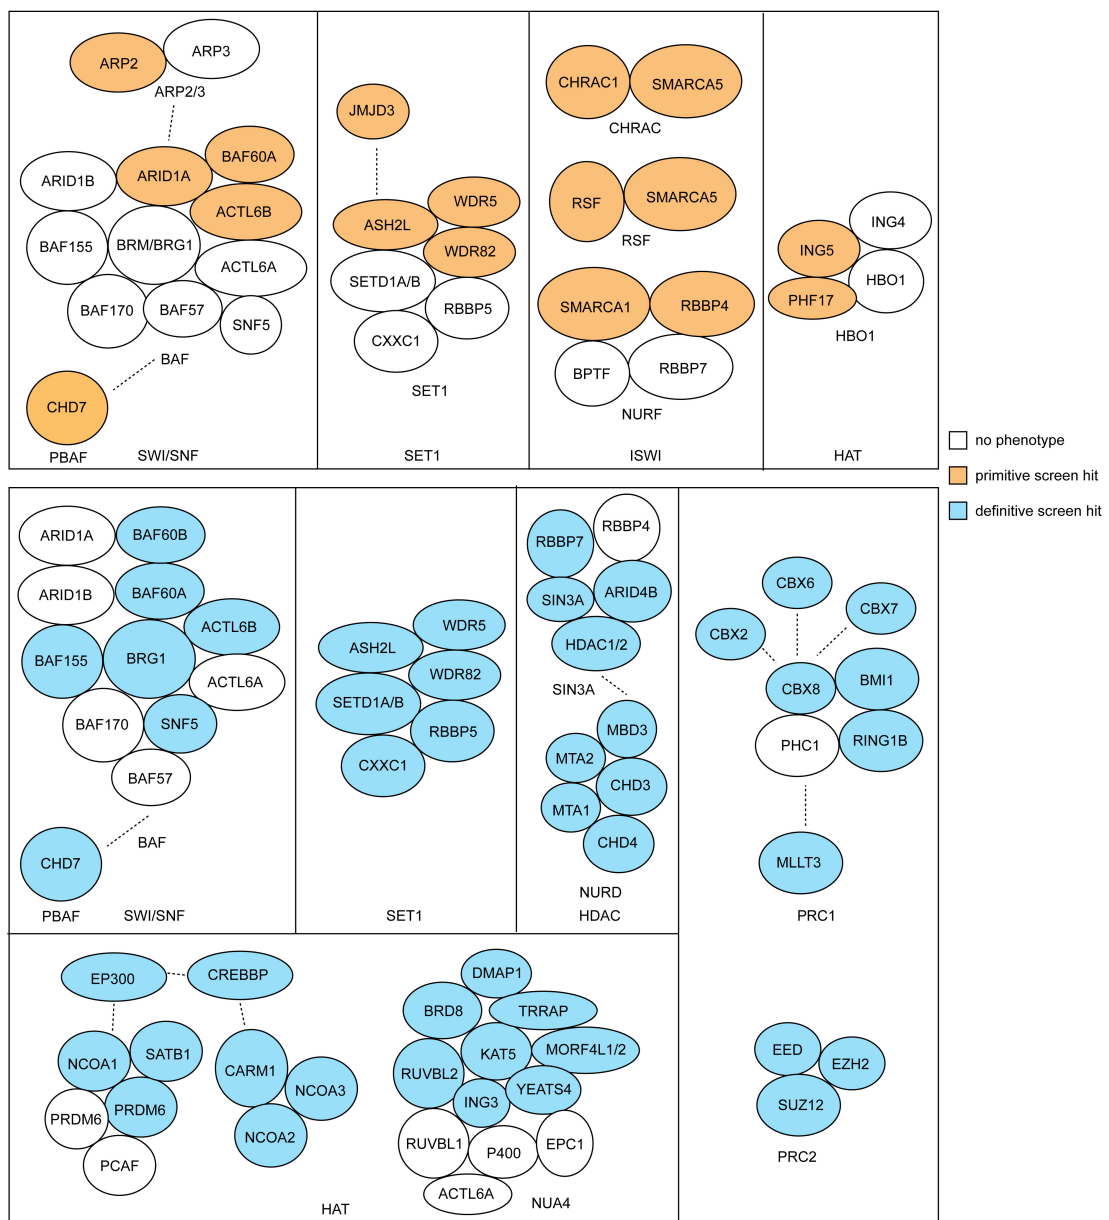 ARP2
ARP3
ARP2/3
ARID1B
ARID1A
BAF60A
ACTL6B
BAF155
BRM/BRG1
ACTL6A
BAF170
BAF57
SNF5
BAF
CHD7
PBAF
SWI/SNF
JMJD3
ASH2L
WDR5
WDR82
SETD1A/B
RBBP5
CXXC1
SET1
SET1
CHRAC1
SMARCA5
CHRAC
RSF
SMARCA5
RSF
SMARCA1
RBBP4
BPTF
RBBP7
NURF
ISWI
ING4
ING5
HBO1
PHF17
HBO1
HAT
no phenotype
primitive screen hit
definitive screen hit
ARID1A
BAF60B
ARID1B
BAF60A
ACTL6B
BAF155
BRG1
ACTL6A
BAF170
SNF5
BAF57
BAF
CHD7
PBAF
SWI/SNF
ASH2L
WDR5
WDR82
SETD1A/B
RBBP5
CXXC1
SET1
RBBP7
RBBP4
SIN3A
ARID4B
HDAC1/2
SIN3A
MBD3
MTA2
CHD3
MTA1
CHD4
NURD
HDAC
CBX6
CBX7
CBX2
CBX8
BMI1
PHC1
RING1B
MLLT3
PRC1
EP300
CREBBP
NCOA1
SATB1
PRDM6
PRDM6
PCAF
CARM1
NCOA3
NCOA2
HAT
DMAP1
BRD8
TRRAP
KAT5
MORF4L1/2
RUVBL2
YEATS4
ING3
RUVBL1
P400
EPC1
ACTL6A
NUA4
EED
EZH2
SUZ12
PRC2